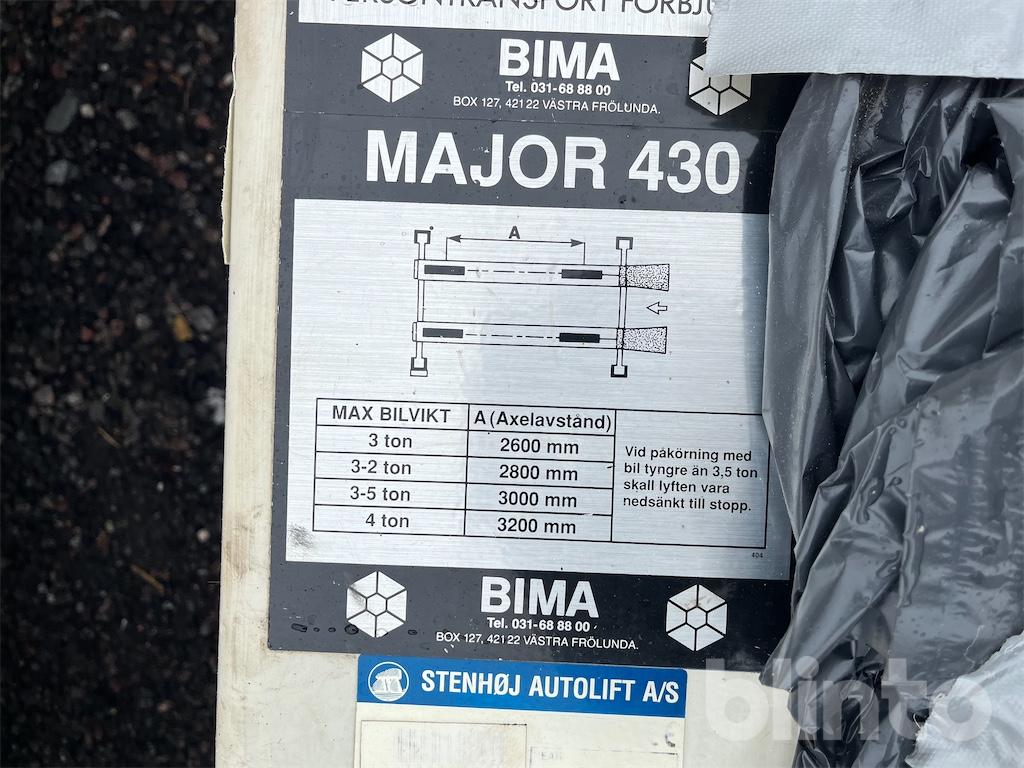 PERSONTRANSPORT FÖRBJU
BIMA
Tel. 031-68 88 00
BOX 127, 421 22 VÄSTRA FRÖLUNDA.
MAJOR 430
A
MAX BILVIKT A (Axelavstånd)
3 ton 2600 mm
3-2 ton 2800 mm
3-5 ton 3000 mm
4 ton 3200 mm
Vid påkörning med
bil tyngre än 3,5 ton
skall lyften vara
nedsänkt till stopp.
404
BIMA
Tel. 031-68 88 00
BOX 127, 421 22 VÄSTRA FRÖLUNDA.
STENHØJ AUTOLIFT A/S
blinto